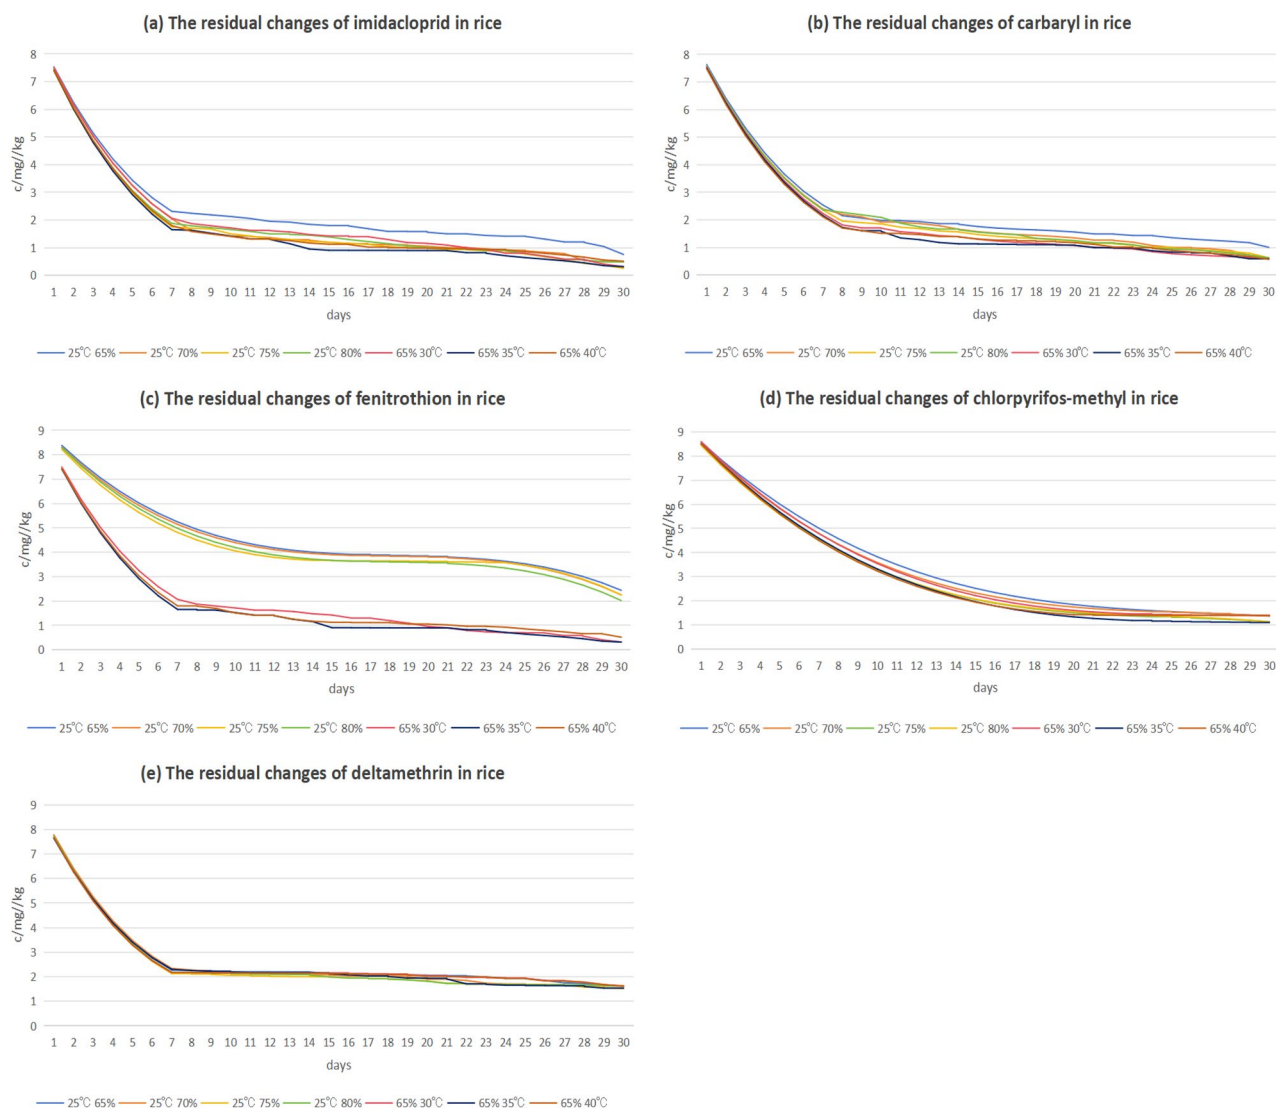 (a) The residual changes of imidacloprid in rice
8
7
6
5
4
3
2
1
0
c/mg//kg
1 2 3 4 5 6 7 8 9 10 11 12 13 14 15 16 17 18 19 20 21 22 23 24 25 26 27 28 29 30
days
25℃ 65% 25℃ 70% 25℃ 75% 25℃ 80% 65% 30℃ 65% 35℃ 65% 40℃
(b) The residual changes of carbaryl in rice
8
7
6
5
4
3
2
1
0
c/mg//kg
1 2 3 4 5 6 7 8 9 10 11 12 13 14 15 16 17 18 19 20 21 22 23 24 25 26 27 28 29 30
days
25℃ 65% 25℃ 70% 25℃ 75% 25℃ 80% 65% 30℃ 65% 35℃ 65% 40℃
(c) The residual changes of fenitrothion in rice
9
8
7
6
5
4
3
2
1
0
c/mg//kg
1 2 3 4 5 6 7 8 9 10 11 12 13 14 15 16 17 18 19 20 21 22 23 24 25 26 27 28 29 30
days
25℃ 65% 25℃ 70% 25℃ 75% 25℃ 80% 65% 30℃ 65% 35℃ 65% 40℃
(d) The residual changes of chlorpyrifos-methyl in rice
9
8
7
6
5
4
3
2
1
0
c/mg//kg
1 2 3 4 5 6 7 8 9 10 11 12 13 14 15 16 17 18 19 20 21 22 23 24 25 26 27 28 29 30
days
25℃ 65% 25℃ 70% 25℃ 75% 25℃ 80% 65% 30℃ 65% 35℃ 65% 40℃
(e) The residual changes of deltamethrin in rice
9
8
7
6
5
4
3
2
1
0
c/mg//kg
1 2 3 4 5 6 7 8 9 10 11 12 13 14 15 16 17 18 19 20 21 22 23 24 25 26 27 28 29 30
days
25℃ 65% 25℃ 70% 25℃ 75% 25℃ 80% 65% 30℃ 65% 35℃ 65% 40℃